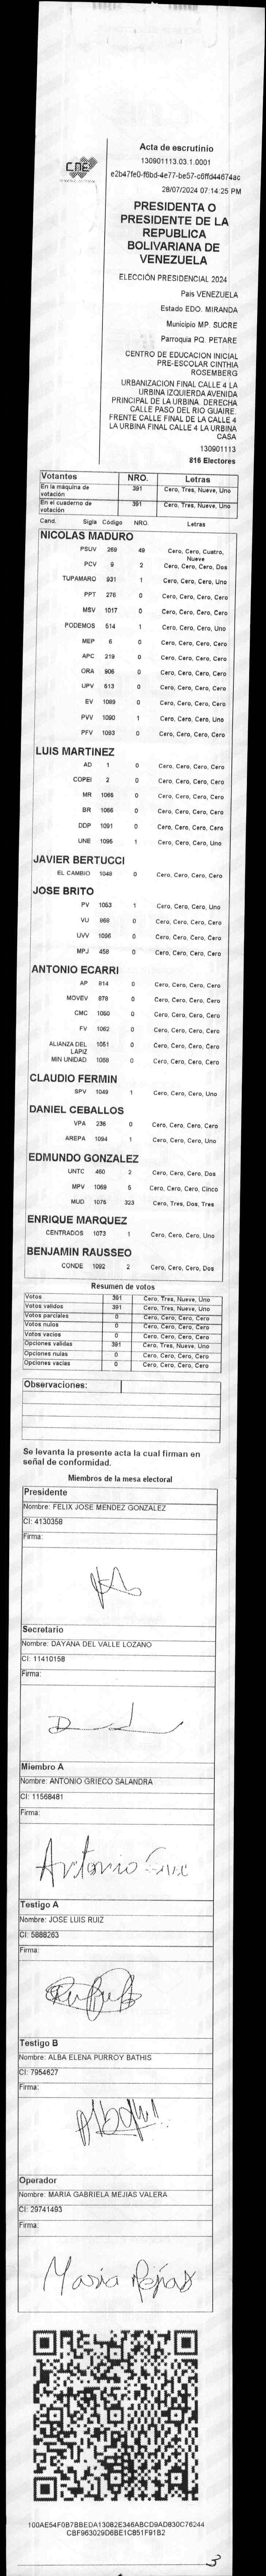 CNE
Acta de escrutinio
130901113.03.1.0001
e2b47fe0-f6bd-4e77-be57-c6ffd44674ac
28/07/2024 07:14:25 PM
PRESIDENTA O
PRESIDENTE DE LA
REPUBLICA
BOLIVARIANA DE
VENEZUELA
ELECCIÓN PRESIDENCIAL 2024
Pais VENEZUELA
Estado EDO. MIRANDA
Municipio MP. SUCRE
Parroquia PQ. PETARE
CENTRO DE EDUCACION INICIAL
PRE-ESCOLAR CINTHIA
ROSEMBERG
URBANIZACION FINAL CALLE 4 LA
URBINA IZQUIERDA AVENIDA
PRINCIPAL DE LA URBINA. DERECHA
CALLE PASO DEL RIO GUAIRE.
FRENTE CALLE FINAL DE LA CALLE 4
LA URBINA FINAL CALLE 4 LA URBINA
CASA
130901113
816 Electores
Votantes NRO. Letras
En la máquina de votación 391 Cero, Tres, Nueve, Uno
En el cuaderno de votación 391 Cero, Tres, Nueve, Uno
Cand. Sigla Código NRO. Letras
NICOLAS MADURO
PSUV 269 49 Cero, Cero, Cuatro, Nueve
PCV 9 2 Cero, Cero, Cero, Dos
TUPAMARO 931 1 Cero, Cero, Cero, Uno
PPT 276 0 Cero, Cero, Cero, Cero
MSV 1017 0 Cero, Cero, Cero, Cero
PODEMOS 514 1 Cero, Cero, Cero, Uno
MEP 6 0 Cero, Cero, Cero, Cero
APC 219 0 Cero, Cero, Cero, Cero
ORA 906 0 Cero, Cero, Cero, Cero
UPV 613 0 Cero, Cero, Cero, Cero
EV 1089 0 Cero, Cero, Cero, Cero
PVV 1090 1 Cero, Cero, Cero, Uno
PFV 1093 0 Cero, Cero, Cero, Cero
LUIS MARTINEZ
AD 1 0 Cero, Cero, Cero, Cero
COPEI 2 0 Cero, Cero, Cero, Cero
MR 1065 0 Cero, Cero, Cero, Cero
BR 1066 0 Cero, Cero, Cero, Cero
DDP 1091 0 Cero, Cero, Cero, Cero
UNE 1095 1 Cero, Cero, Cero, Uno
JAVIER BERTUCCI
EL CAMBIO 1048 0 Cero, Cero, Cero, Cero
JOSE BRITO
PV 1053 1 Cero, Cero, Cero, Uno
VU 868 0 Cero, Cero, Cero, Cero
UVV 1096 0 Cero, Cero, Cero, Cero
MPJ 458 0 Cero, Cero, Cero, Cero
ANTONIO ECARRI
AP 814 0 Cero, Cero, Cero, Cero
MOVEV 878 0 Cero, Cero, Cero, Cero
CMC 1050 0 Cero, Cero, Cero, Cero
FV 1062 0 Cero, Cero, Cero, Cero
ALIANZA DEL LAPIZ 1051 0 Cero, Cero, Cero, Cero
MIN UNIDAD 1058 0 Cero, Cero, Cero, Cero
CLAUDIO FERMIN
SPV 1049 1 Cero, Cero, Cero, Uno
DANIEL CEBALLOS
VPA 236 0 Cero, Cero, Cero, Cero
AREPA 1094 1 Cero, Cero, Cero, Uno
EDMUNDO GONZALEZ
UNTC 460 2 Cero, Cero, Cero, Dos
MPV 1069 5 Cero, Cero, Cero, Cinco
MUD 1075 323 Cero, Tres, Dos, Tres
ENRIQUE MARQUEZ
CENTRADOS 1073 1 Cero, Cero, Cero, Uno
BENJAMIN RAUSSEO
CONDE 1092 2 Cero, Cero, Cero, Dos
Resumen de votos
Votos 391 Cero, Tres, Nueve, Uno
Votos validos 391 Cero, Tres, Nueve, Uno
Votos parciales 0 Cero, Cero, Cero, Cero
Votos nulos 0 Cero, Cero, Cero, Cero
Votos vacios 0 Cero, Cero, Cero, Cero
Opciones validas 391 Cero, Tres, Nueve, Uno
Opciones nulas 0 Cero, Cero, Cero, Cero
Opciones vacias 0 Cero, Cero, Cero, Cero
Observaciones:
Se levanta la presente acta la cual firman en
señal de conformidad.
Miembros de la mesa electoral
Presidente
Nombre: FELIX JOSE MENDEZ GONZALEZ
CI: 4130358
Firma:
Secretario
Nombre: DAYANA DEL VALLE LOZANO
CI: 11410158
Firma:
Miembro A
Nombre: ANTONIO GRIECO SALANDRA
CI: 11568481
Firma:
Antonio
Testigo A
Nombre: JOSE LUIS RUIZ
CI: 5888263
Firma:
Testigo B
Nombre: ALBA ELENA PURROY BATHIS
CI: 7954627
Firma:
Operador
Nombre: MARIA GABRIELA MEJIAS VALERA
CI: 29741493
Firma:
Maria Mejias
100AE54F0B7BBEDA13082E346ABCD9AD830C76244
CBF963029D6BE1C851F91B2
3